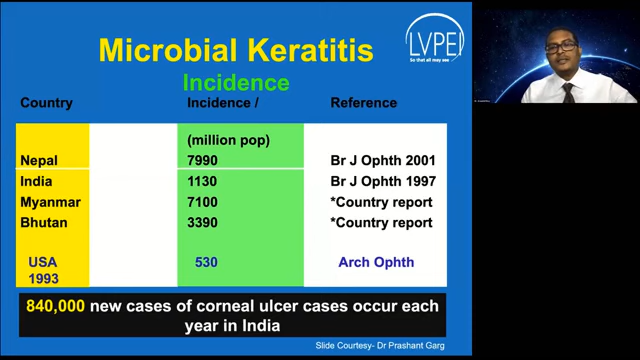 Microbial Keratitis
Incidence
LVPEI
So that all may see
Country Incidence / Reference
(million pop)
Nepal 7990 Br J Ophth 2001
India 1130 Br J Ophth 1997
Myanmar 7100 *Country report
Bhutan 3390 *Country report
USA 530 Arch Ophth
1993
840,000 new cases of corneal ulcer cases occur each
year in India
Slide Courtesy- Dr Prashant Garg